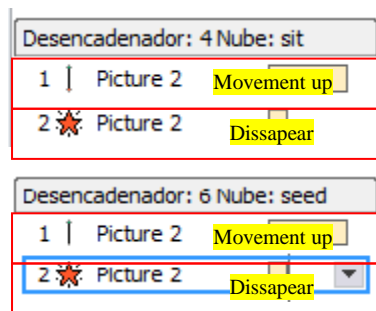 Desencadenador: 4 Nube: sit
1 Picture 2 Movement up
2 Picture 2 Dissapear
Desencadenador: 6 Nube: seed
1 Picture 2 Movement up
2 Picture 2 Dissapear